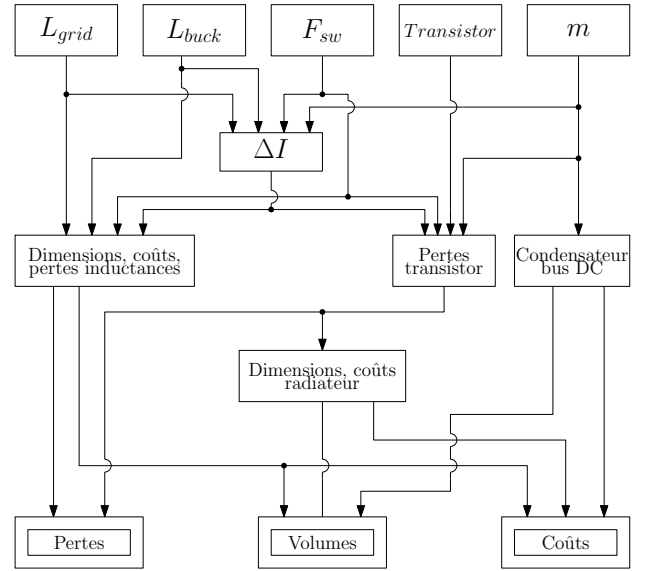 L_grid
L_buck
F_sw
Transistor
m
ΔI
Dimensions, coûts,
pertes inductances
Pertes
transistor
Condensateur
bus DC
Dimensions, coûts
radiateur
Pertes
Volumes
Coûts